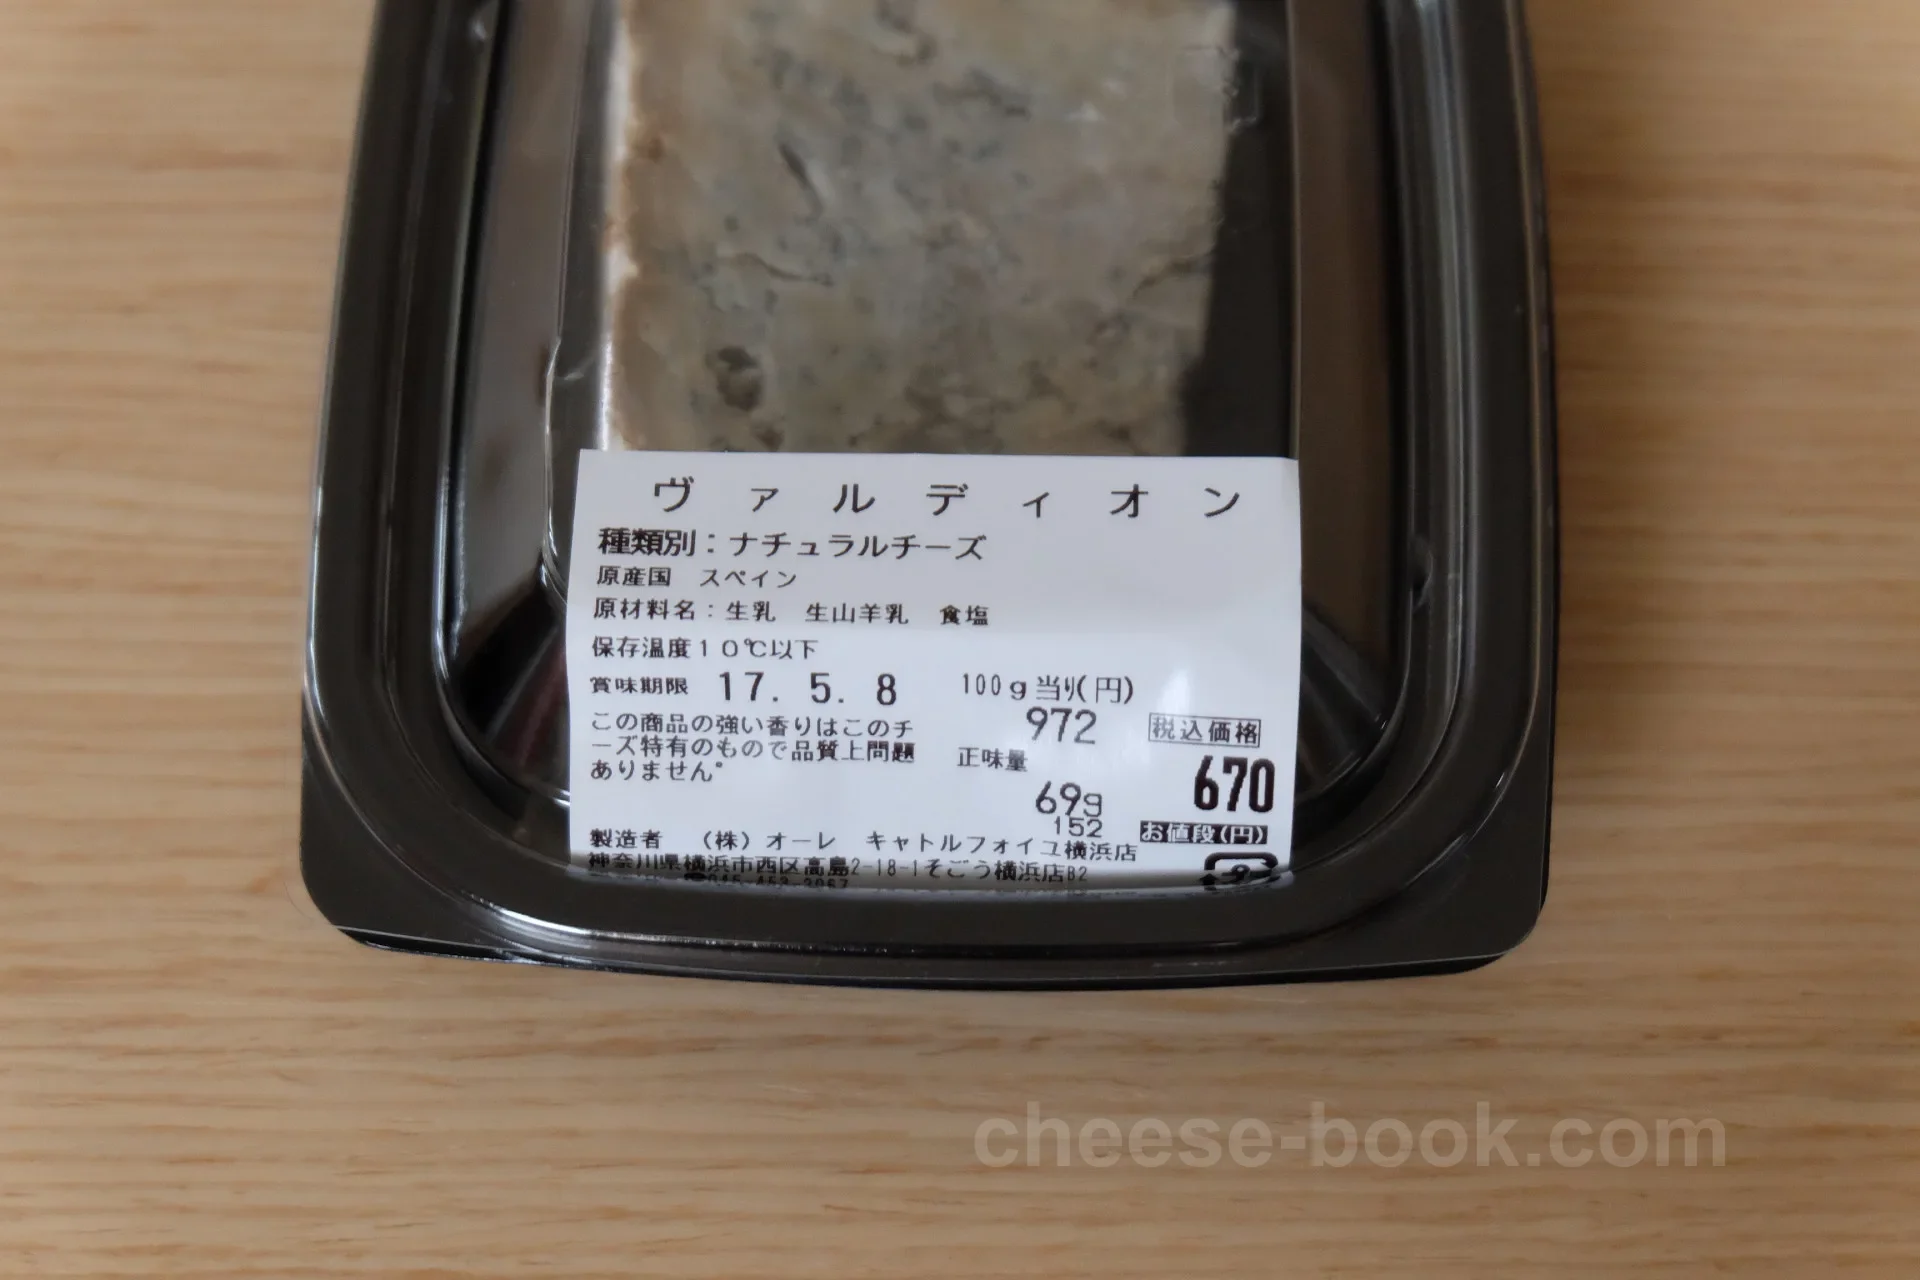 ヴァルディオン
種類別：ナチュラルチーズ
原産国 スペイン
原材料名：生乳 生山羊乳 食塩
保存温度１０℃以下
賞味期限 17. 5. 8
100ｇ当り(円)
972
この商品の強い香りはこのチ
ーズ特有のもので品質上問題
ありません。
正味量
69g
152
税込価格
670
お値段(円)
製造者 （株）オーレ キャトルフォイユ横浜店
神奈川県横浜市西区高島2-18-1そごう横浜店B2
cheese-book.com